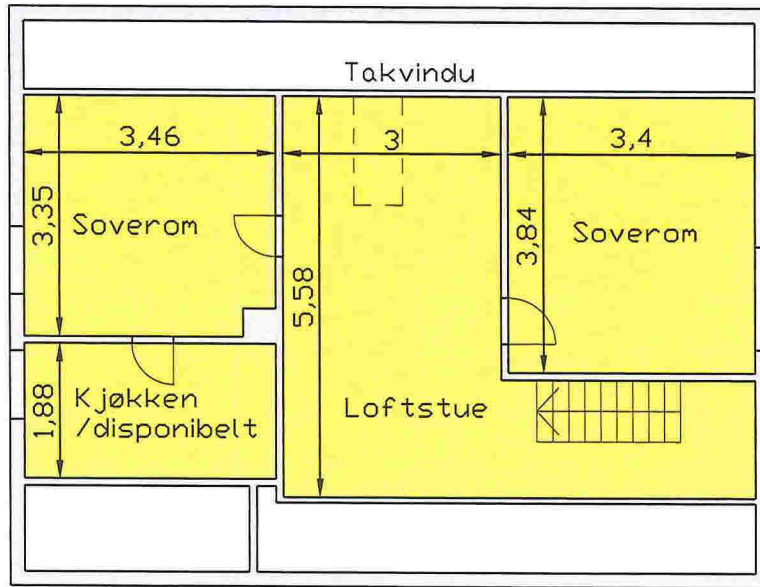 Takvindu
3,46
3
3,4
3,35
Soverom
3,84
Soverom
5,58
1,88
Kjøkken
/disponibelt
Loftstue